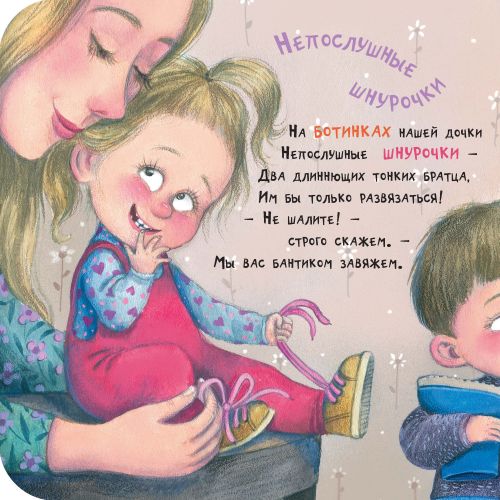 Непослушные
шнурочки
На ботинках нашей дочки
Непослушные шнурочки –
Два длиннющих тонких братца,
Им бы только развязаться!
– Не шалите! –
строго скажем. –
Мы вас бантиком завяжем.